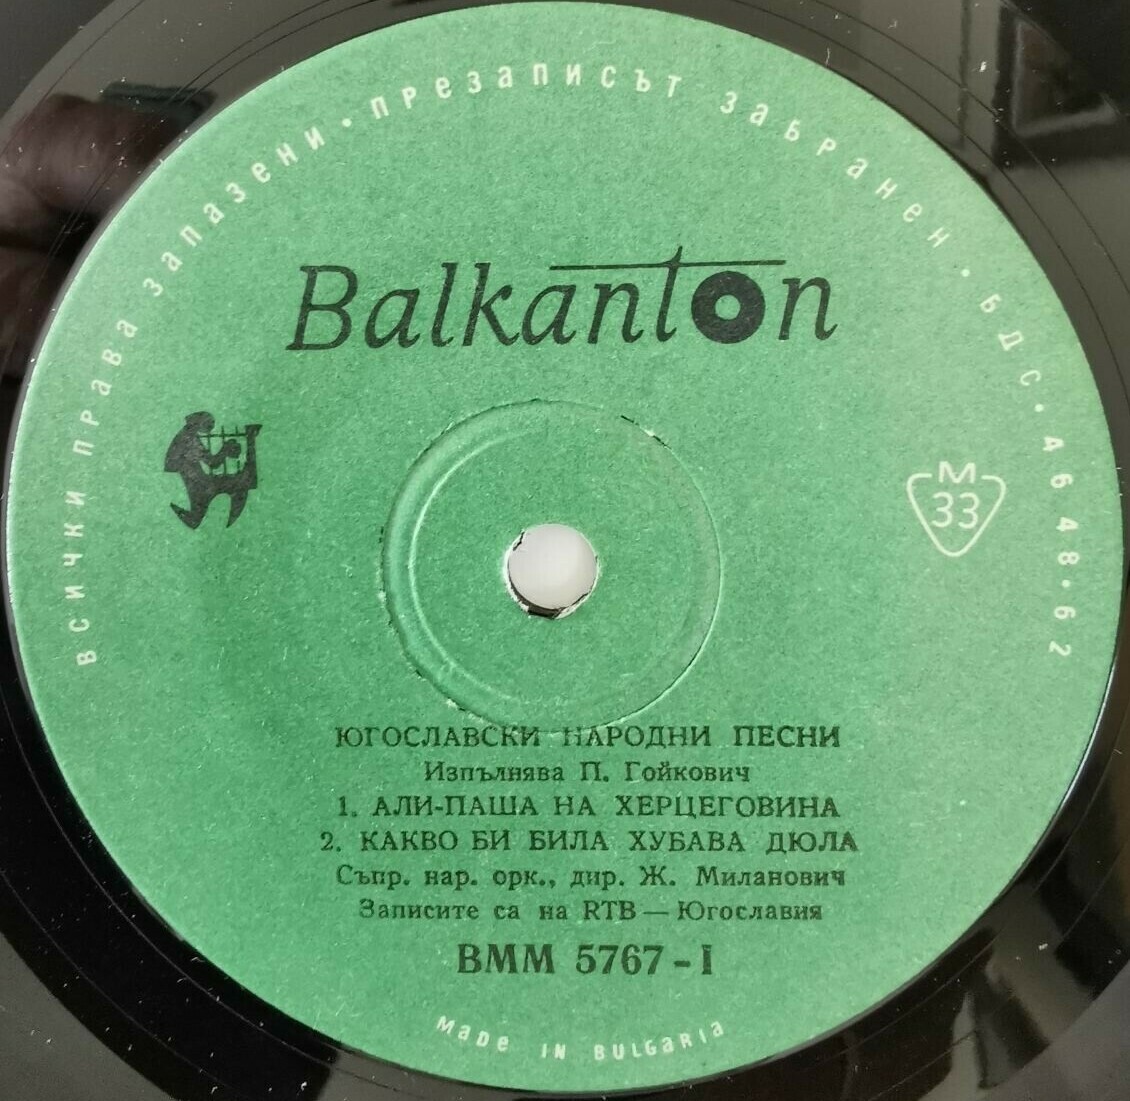 ВСИЧКИ ПРАВА ЗАПАЗЕНИ · ПРЕЗАПИСЪТ ЗАБРАНЕН · БДС · 4648 · 62
Balkanton
М
33
ЮГОСЛАВСКИ НАРОДНИ ПЕСНИ
Изпълнява П. Гойкович
1. АЛИ-ПАША НА ХЕРЦЕГОВИНА
2. КАКВО БИ БИЛА ХУБАВА ДЮЛА
Съпр. нар. орк., дир. Ж. Миланович
Записите са на RTB — Югославия
ВММ 5767 - I
MaDe IN BULGaRIa